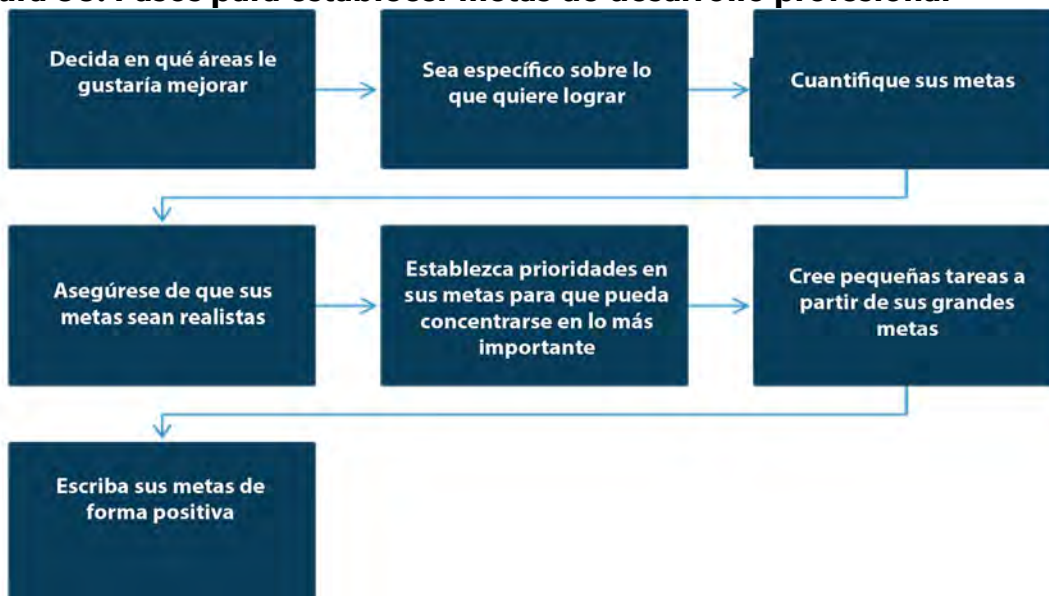 para establecer metas de desarrollo profesional
Decida en qué áreas le
gustaría mejorar
Sea específico sobre lo
que quiere lograr
Cuantifique sus metas
Asegúrese de que sus
metas sean realistas
Establezca prioridades en
sus metas para que pueda
concentrarse en lo más
importante
Cree pequeñas tareas a
partir de sus grandes
metas
Escriba sus metas de
forma positiva